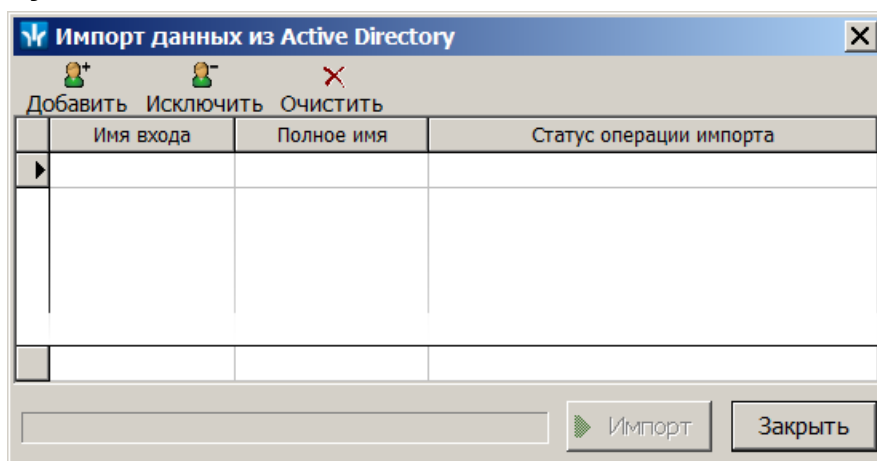 Импорт данных из Active Directory
Добавить Исключить Очистить
Имя входа Полное имя Статус операции импорта
Импорт Закрыть